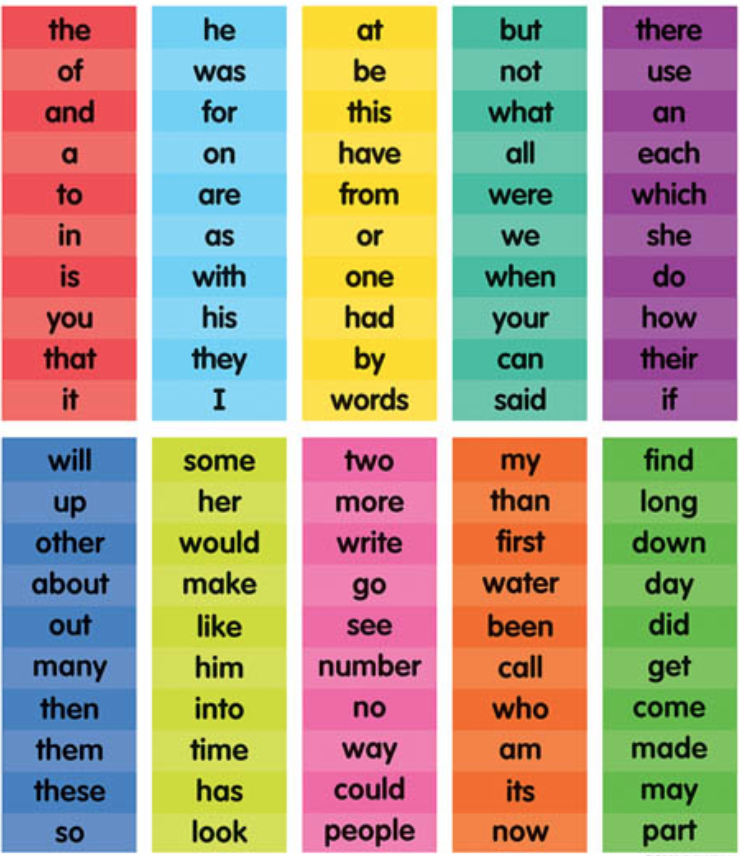 the
of
and
a
to
in
is
you
that
it
he
was
for
on
are
as
with
his
they
I
at
be
this
have
from
or
one
had
by
words
but
not
what
all
were
we
when
your
can
said
there
use
an
each
which
she
do
how
their
if
will
up
other
about
out
many
then
them
these
so
some
her
would
make
like
him
into
time
has
look
two
more
write
go
see
number
no
way
could
people
my
than
first
water
been
call
who
am
its
now
find
long
down
day
did
get
come
made
may
part